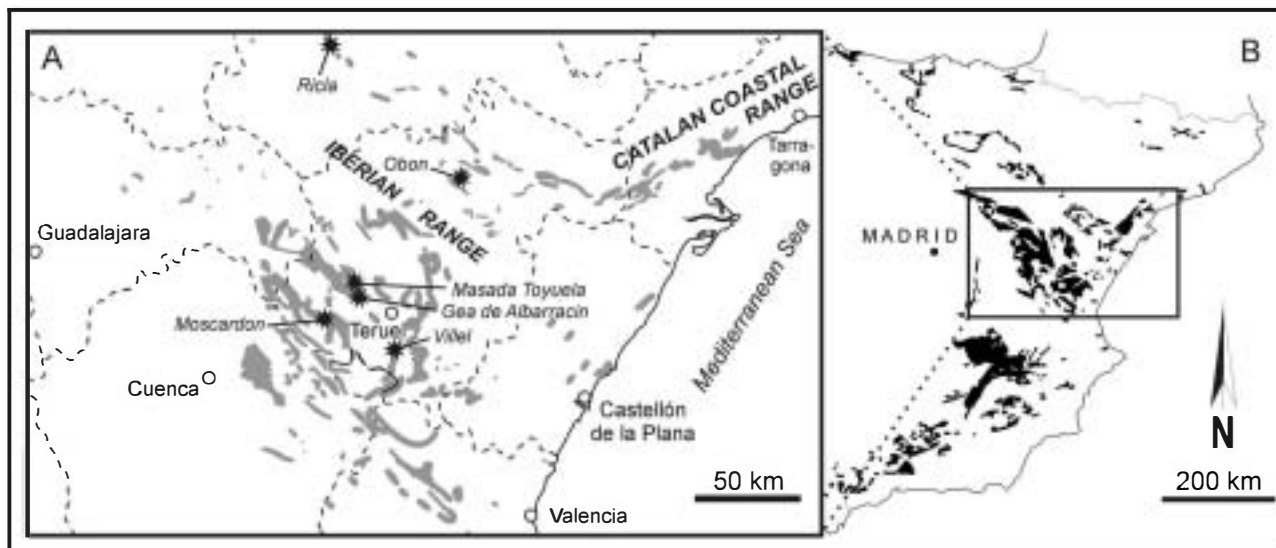 A
Ricla
CATALAN COASTAL
RANGE
Tarra-
gona
IBERIAN
RANGE
Obon
Guadalajara
Masada Toyuela
Gea de Albarracin
Moscardon
Teruel
Villel
Cuenca
Mediterranean Sea
Castellón
de la Plana
50 km
Valencia
B
MADRID
N
200 km